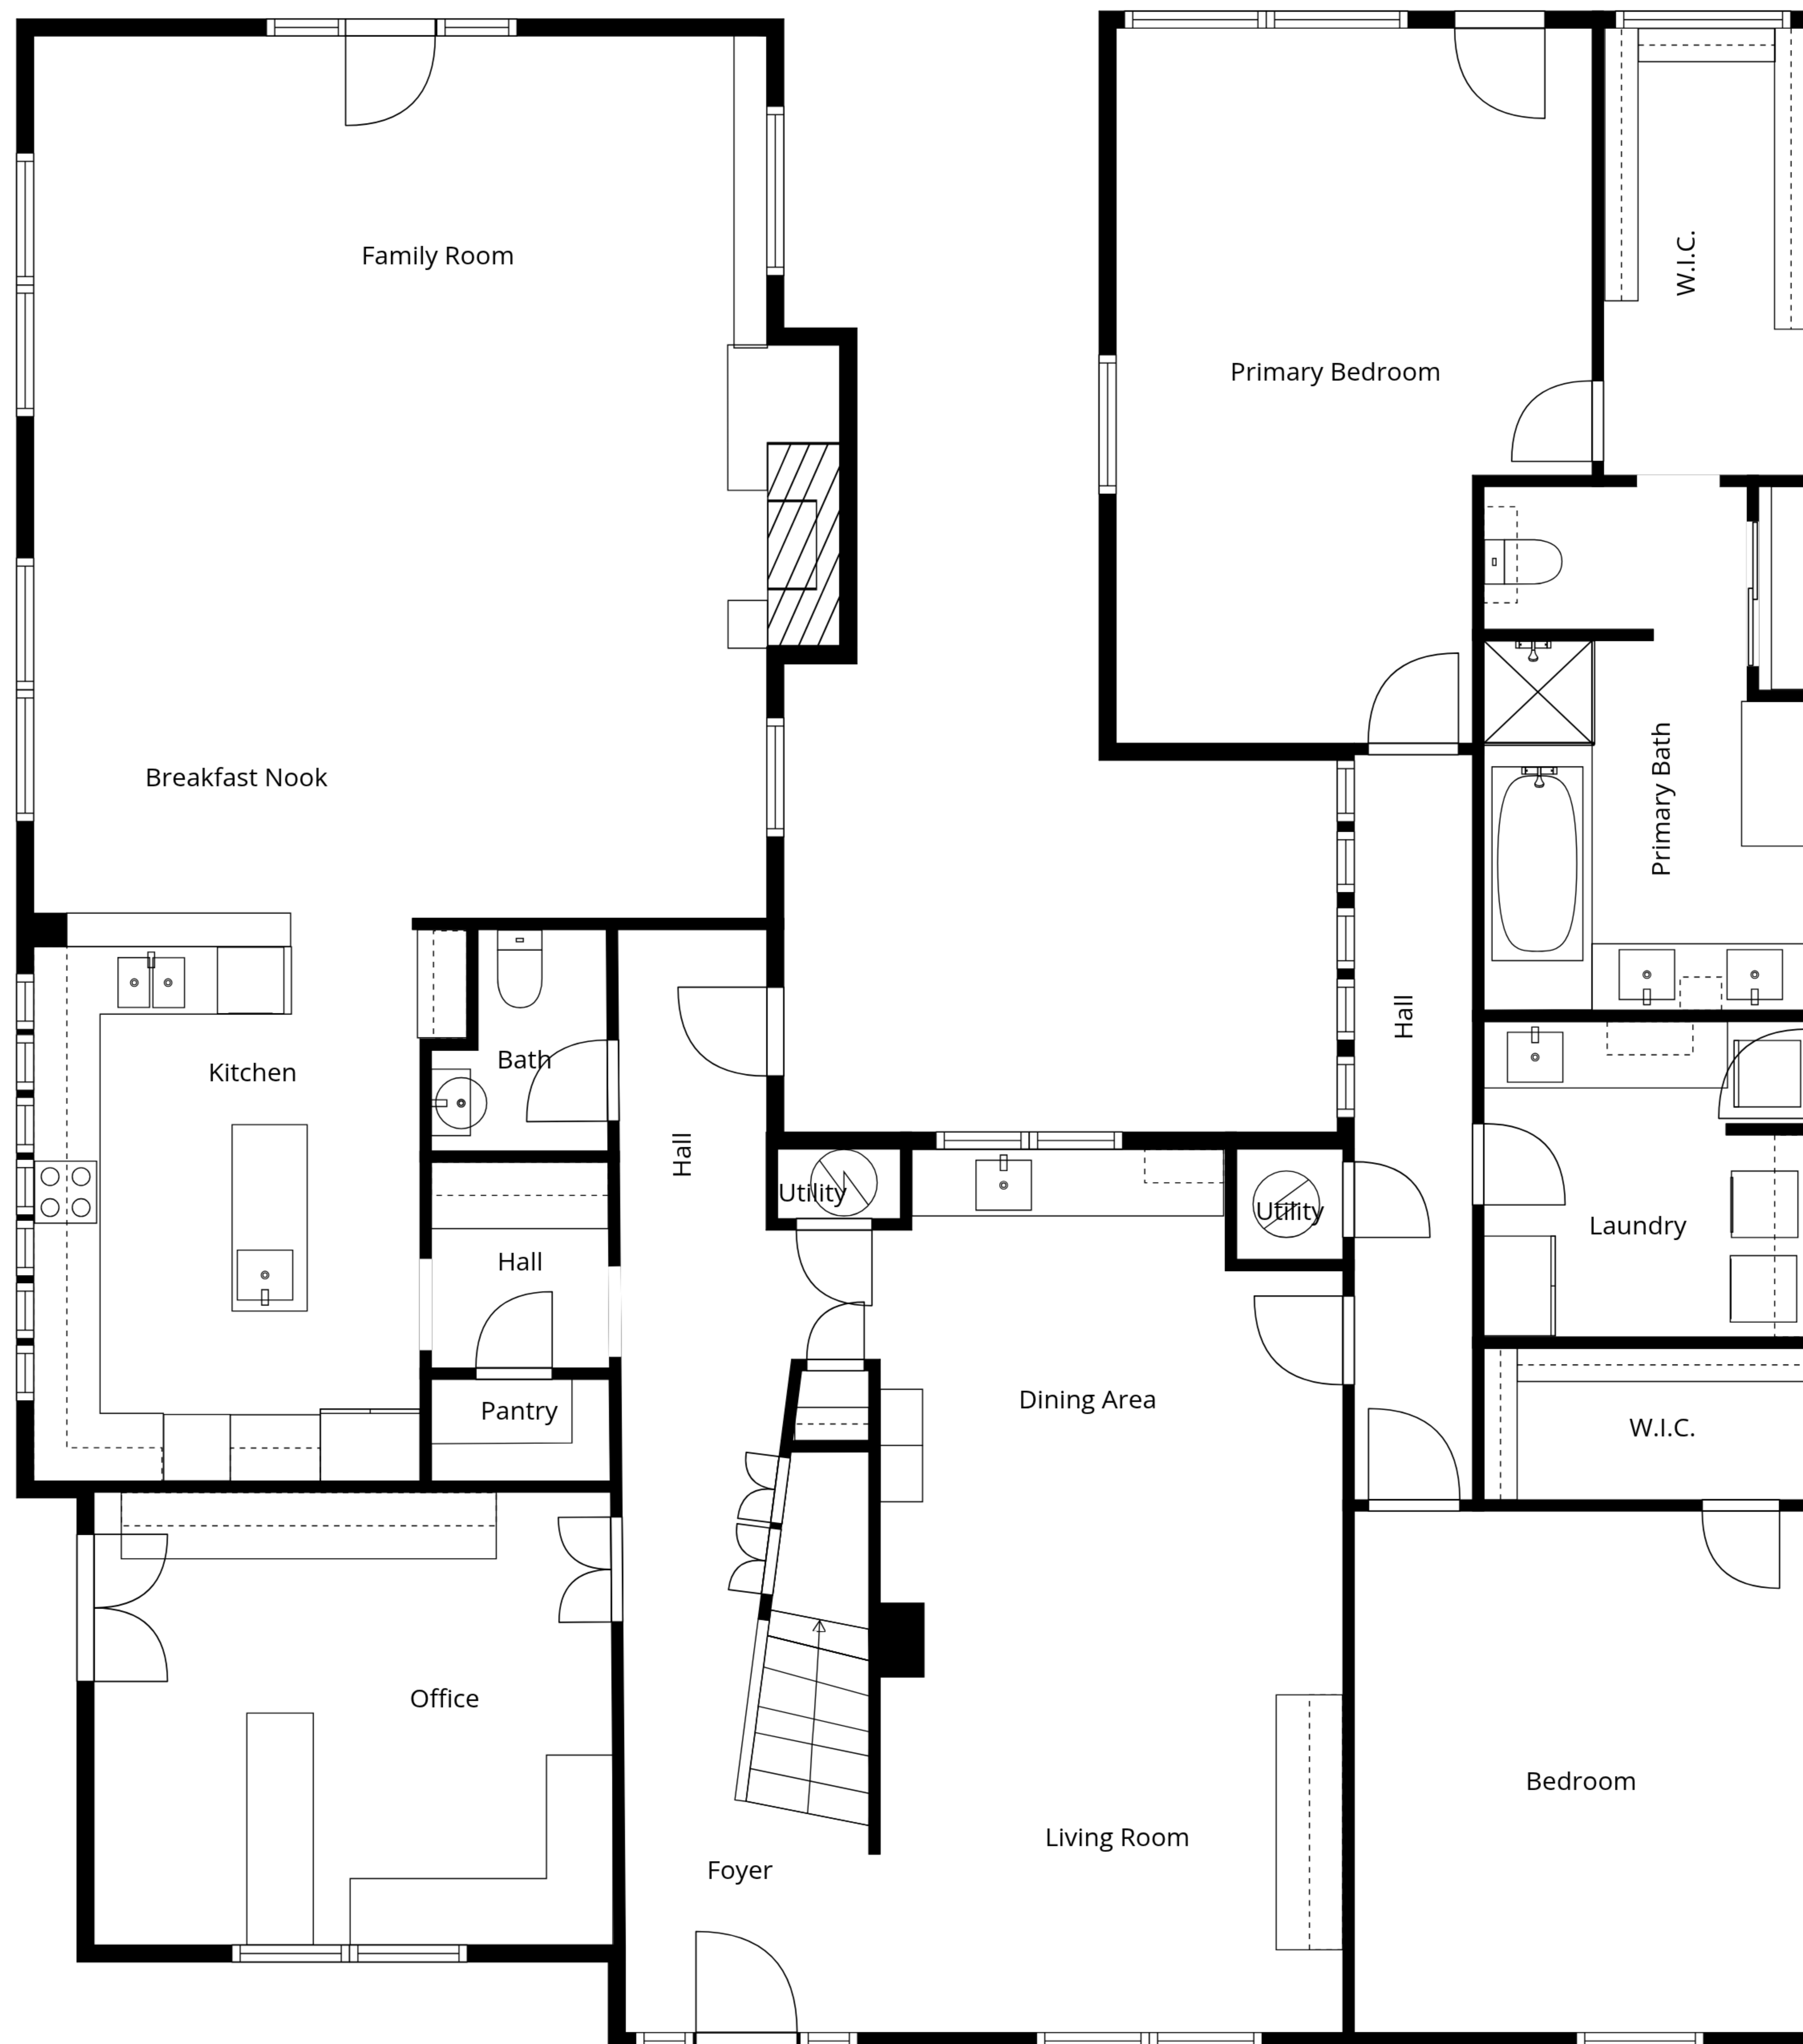 Family Room
W.I.C.
Primary Bedroom
Breakfast Nook
Primary Bath
Hall
Kitchen
Bath
Hall
Utility
Utility
Laundry
Hall
Dining Area
Pantry
W.I.C.
Office
Bedroom
Living Room
Foyer